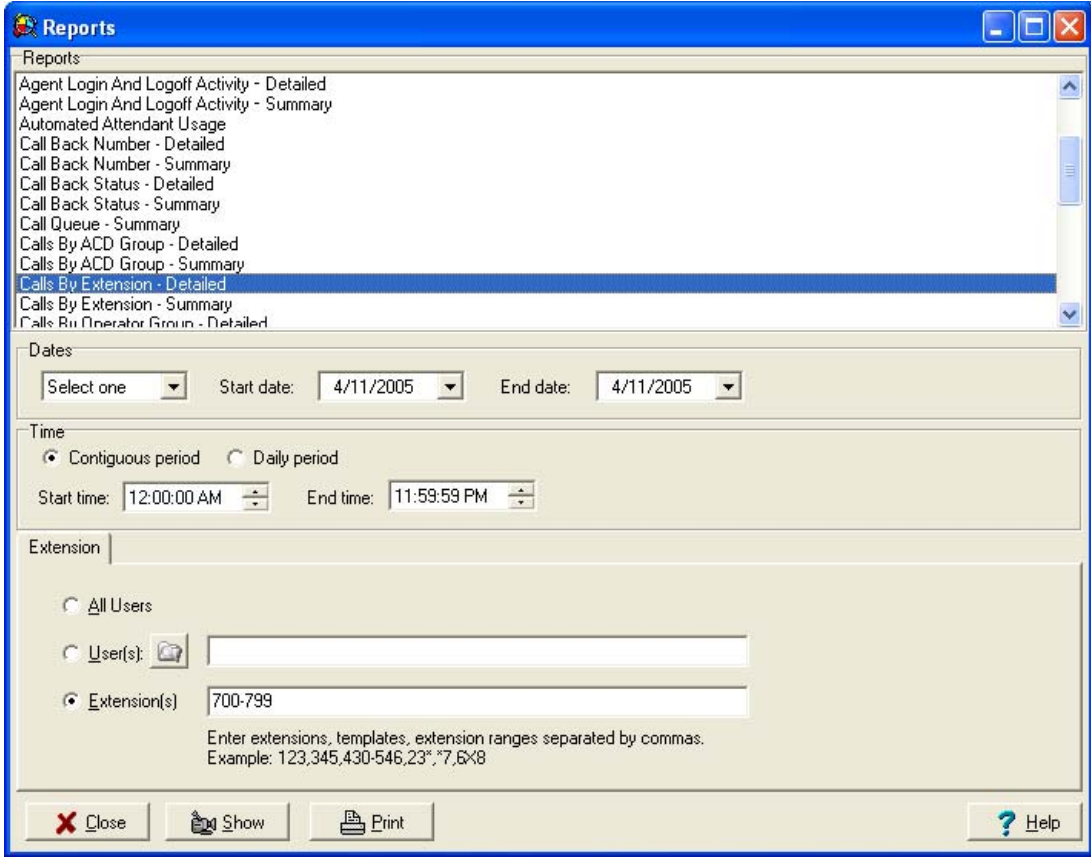 Reports
Reports
Agent Login And Logoff Activity - Detailed
Agent Login And Logoff Activity - Summary
Automated Attendant Usage
Call Back Number - Detailed
Call Back Number - Summary
Call Back Status - Detailed
Call Back Status - Summary
Call Queue - Summary
Calls By ACD Group - Detailed
Calls By ACD Group - Summary
Calls By Extension - Detailed
Calls By Extension - Summary
Calls By Operator Group - Detailed
Dates
Select one Start date: 4/11/2005 End date: 4/11/2005
Time
Contiguous period Daily period
Start time: 12:00:00 AM End time: 11:59:59 PM
Extension
All Users
User(s):
Extension(s) 700-799
Enter extensions, templates, extension ranges separated by commas.
Example: 123,345,430-546,23*,*7,6X8
Close Show Print Help